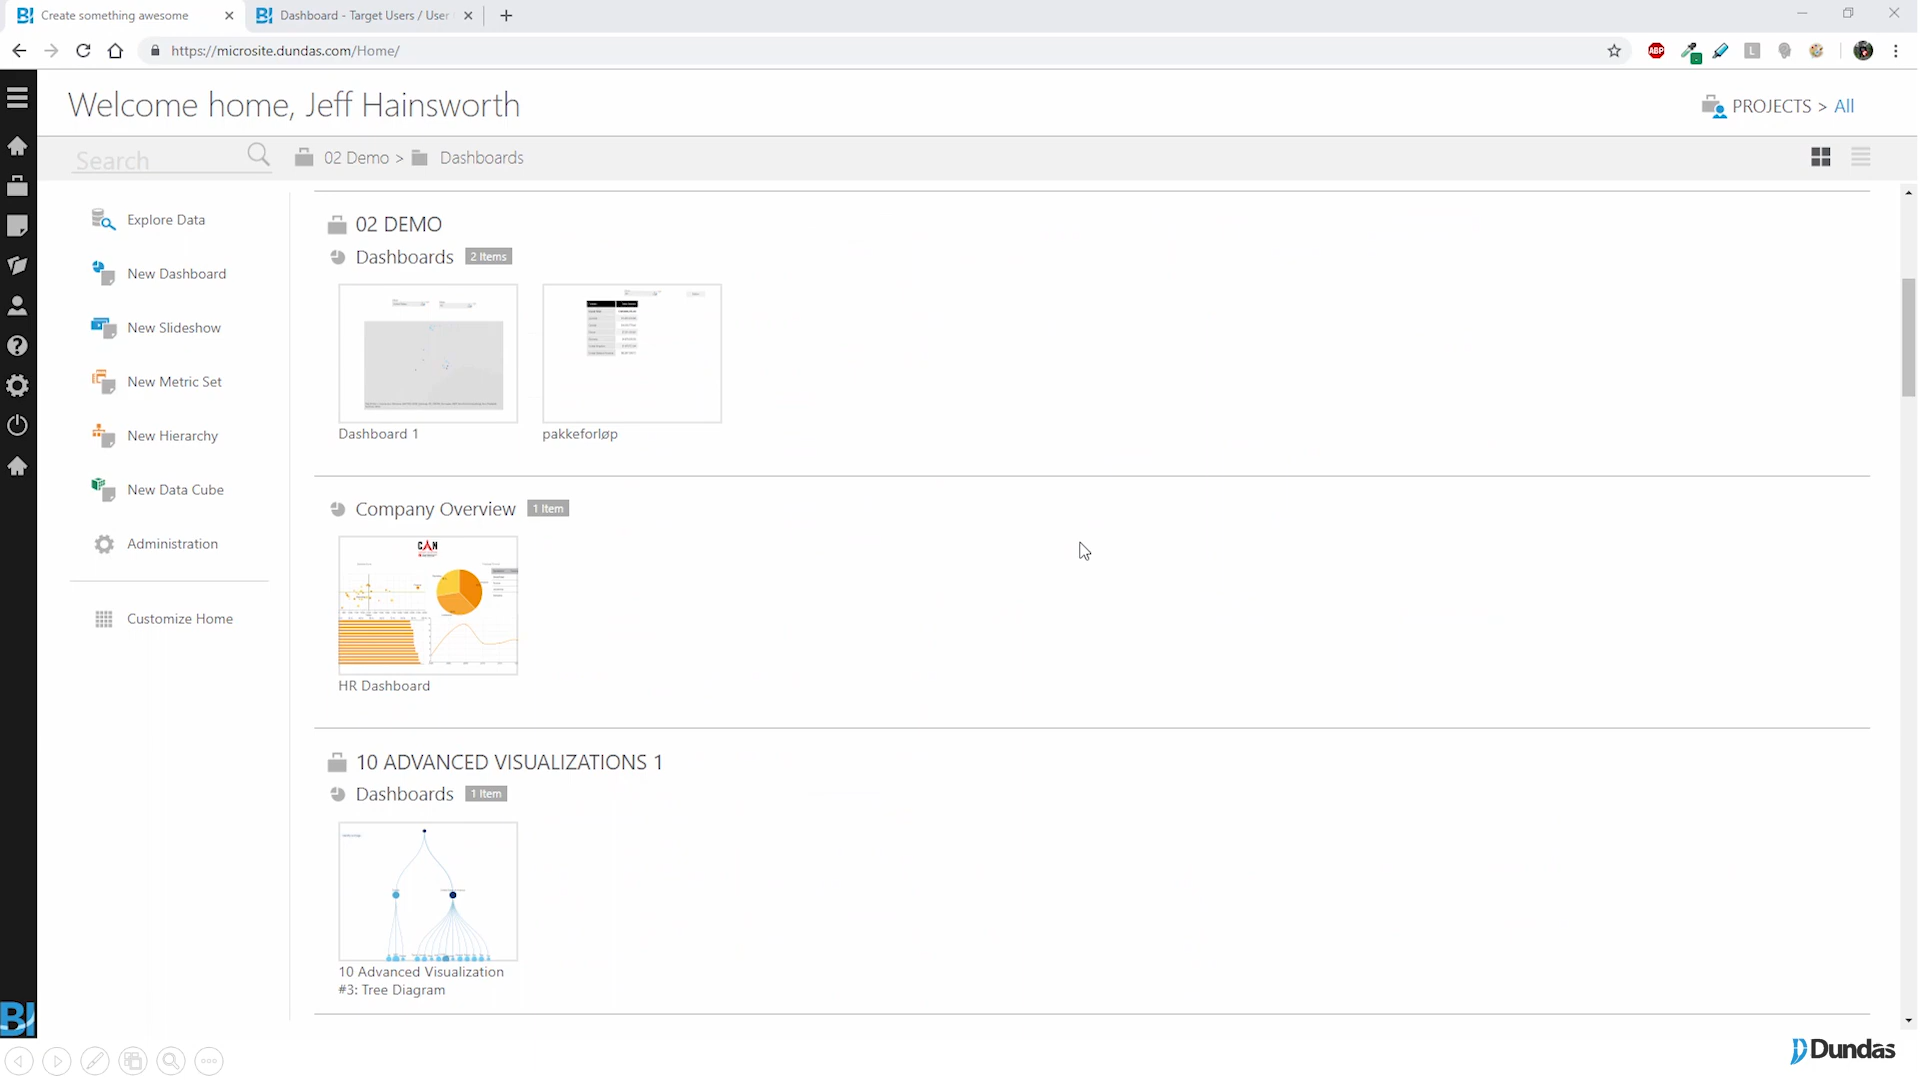 Create something awesome
Dashboard - Target Users / User
https://microsite.dundas.com/Home/
ABP
L
Welcome home, Jeff Hainsworth
PROJECTS > All
Search
02 Demo > Dashboards
Explore Data
New Dashboard
New Slideshow
New Metric Set
New Hierarchy
New Data Cube
Administration
Customize Home
02 DEMO
Dashboards 2 Items
Dashboard 1
pakkeforløp
Company Overview 1 Item
CAN
HR Dashboard
10 ADVANCED VISUALIZATIONS 1
Dashboards 1 Item
10 Advanced Visualization
#3: Tree Diagram
BI
Dundas